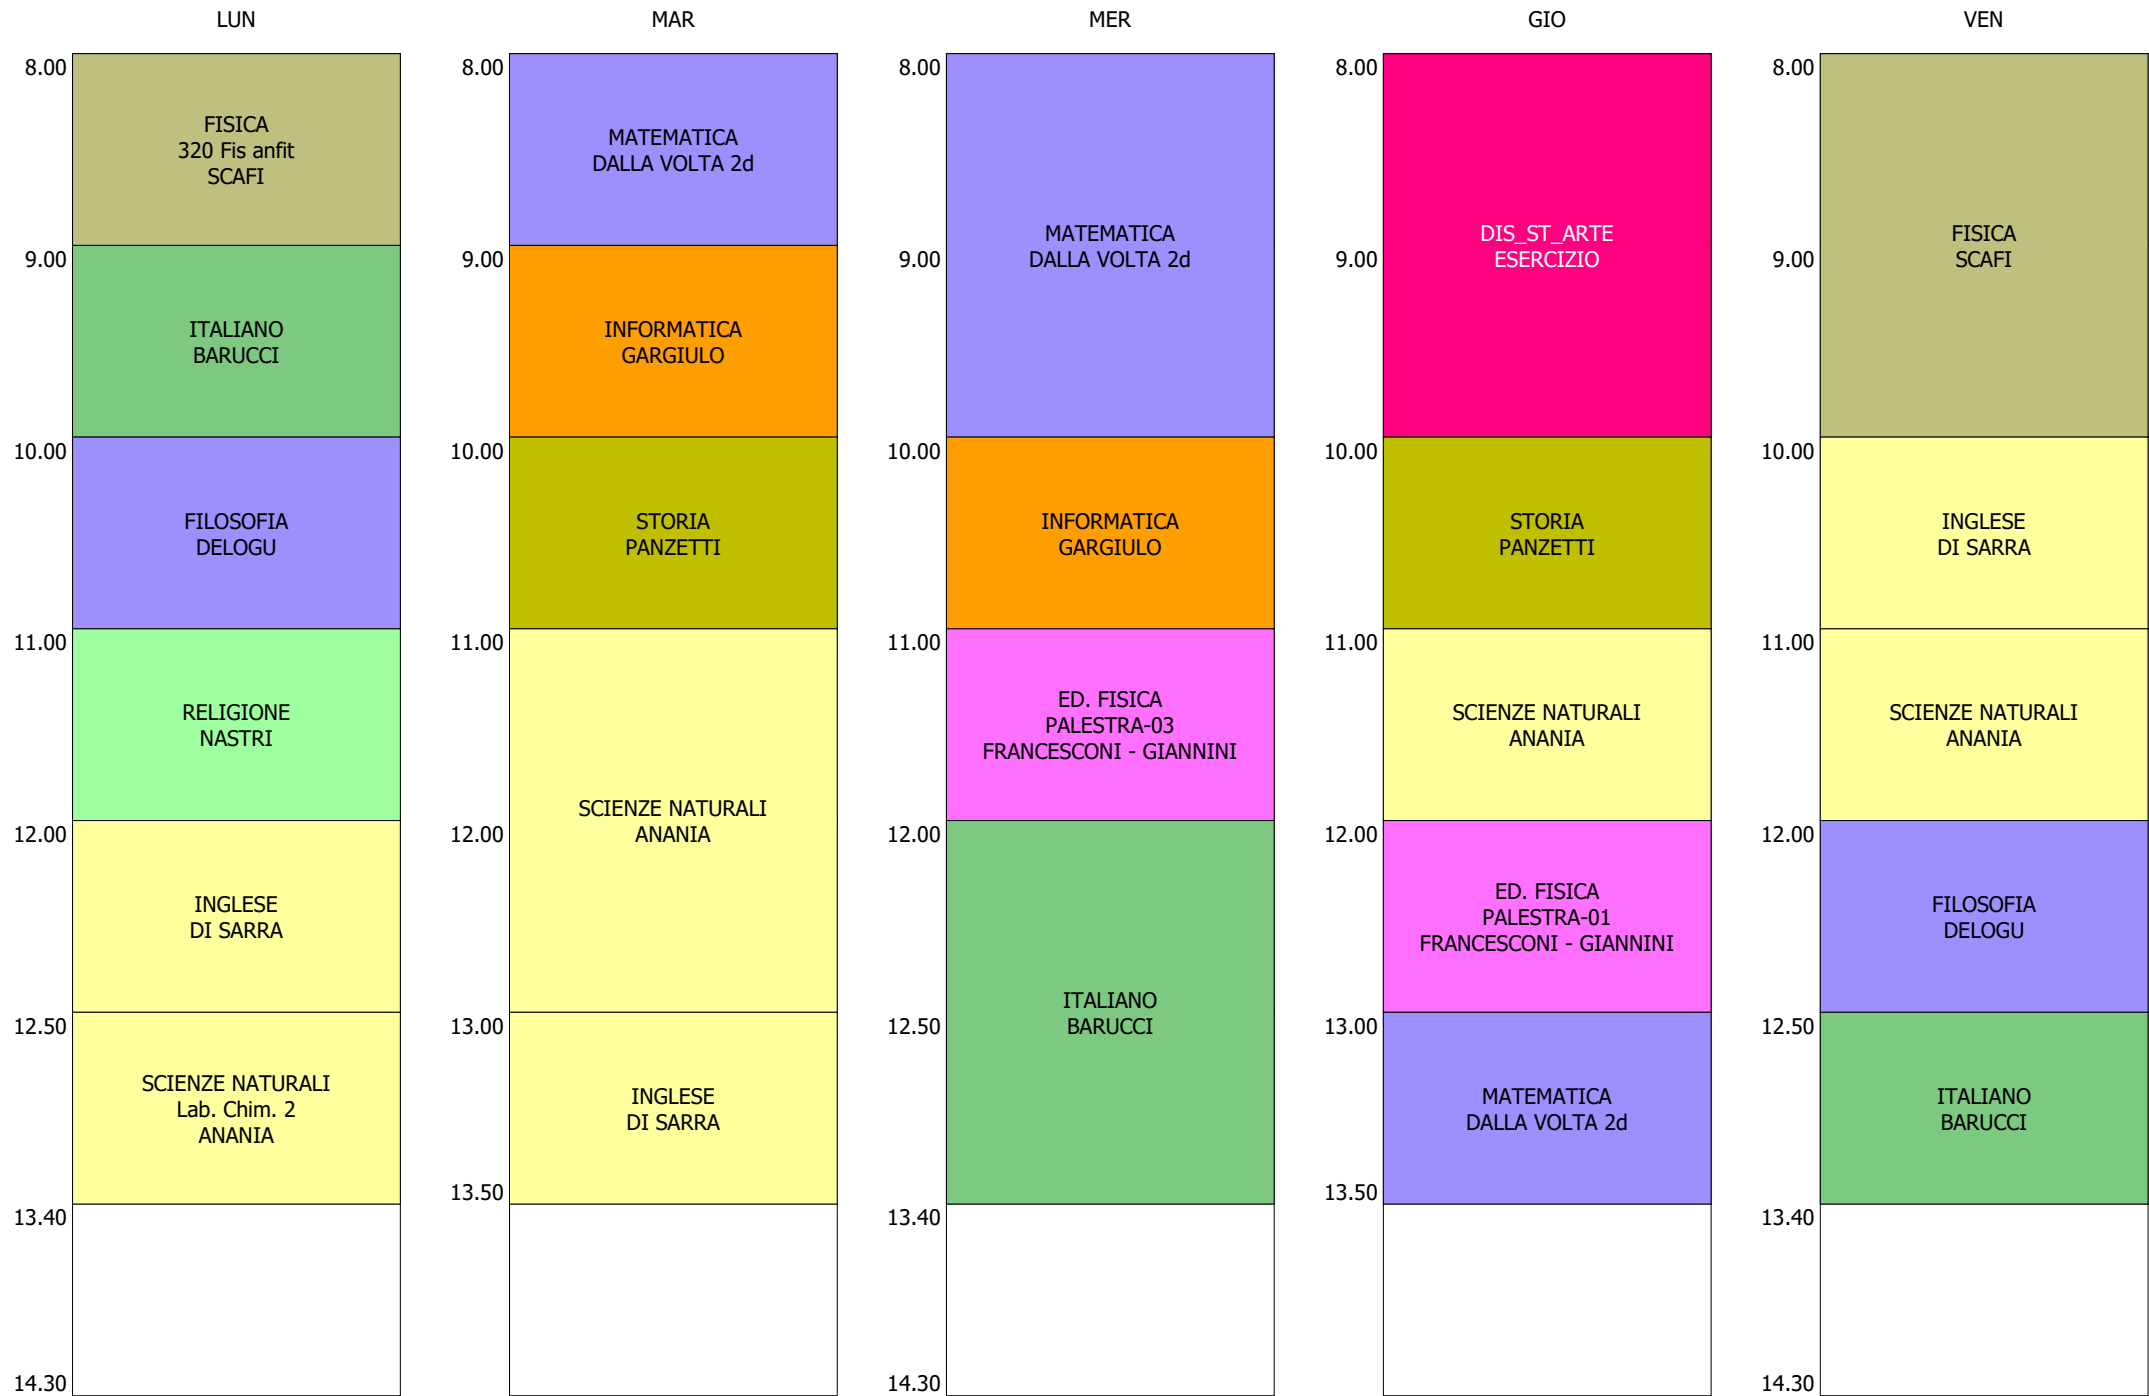 LUN
8.00
FISICA
320 Fis anfit
SCAFI
9.00
ITALIANO
BARUCCI
10.00
FILOSOFIA
DELOGU
11.00
RELIGIONE
NASTRI
12.00
INGLESE
DI SARRA
12.50
SCIENZE NATURALI
Lab. Chim. 2
ANANIA
13.40
14.30
MAR
8.00
MATEMATICA
DALLA VOLTA 2d
9.00
INFORMATICA
GARGIULO
10.00
STORIA
PANZETTI
11.00
SCIENZE NATURALI
ANANIA
12.00
13.00
INGLESE
DI SARRA
13.50
MER
8.00
MATEMATICA
DALLA VOLTA 2d
9.00
10.00
INFORMATICA
GARGIULO
11.00
ED. FISICA
PALESTRA-03
FRANCESCONI - GIANNINI
12.00
ITALIANO
BARUCCI
12.50
13.40
14.30
GIO
8.00
DIS_ST_ARTE
ESERCIZIO
9.00
10.00
STORIA
PANZETTI
11.00
SCIENZE NATURALI
ANANIA
12.00
ED. FISICA
PALESTRA-01
FRANCESCONI - GIANNINI
13.00
MATEMATICA
DALLA VOLTA 2d
13.50
VEN
8.00
FISICA
SCAFI
9.00
10.00
INGLESE
DI SARRA
11.00
SCIENZE NATURALI
ANANIA
12.00
FILOSOFIA
DELOGU
12.50
ITALIANO
BARUCCI
13.40
14.30